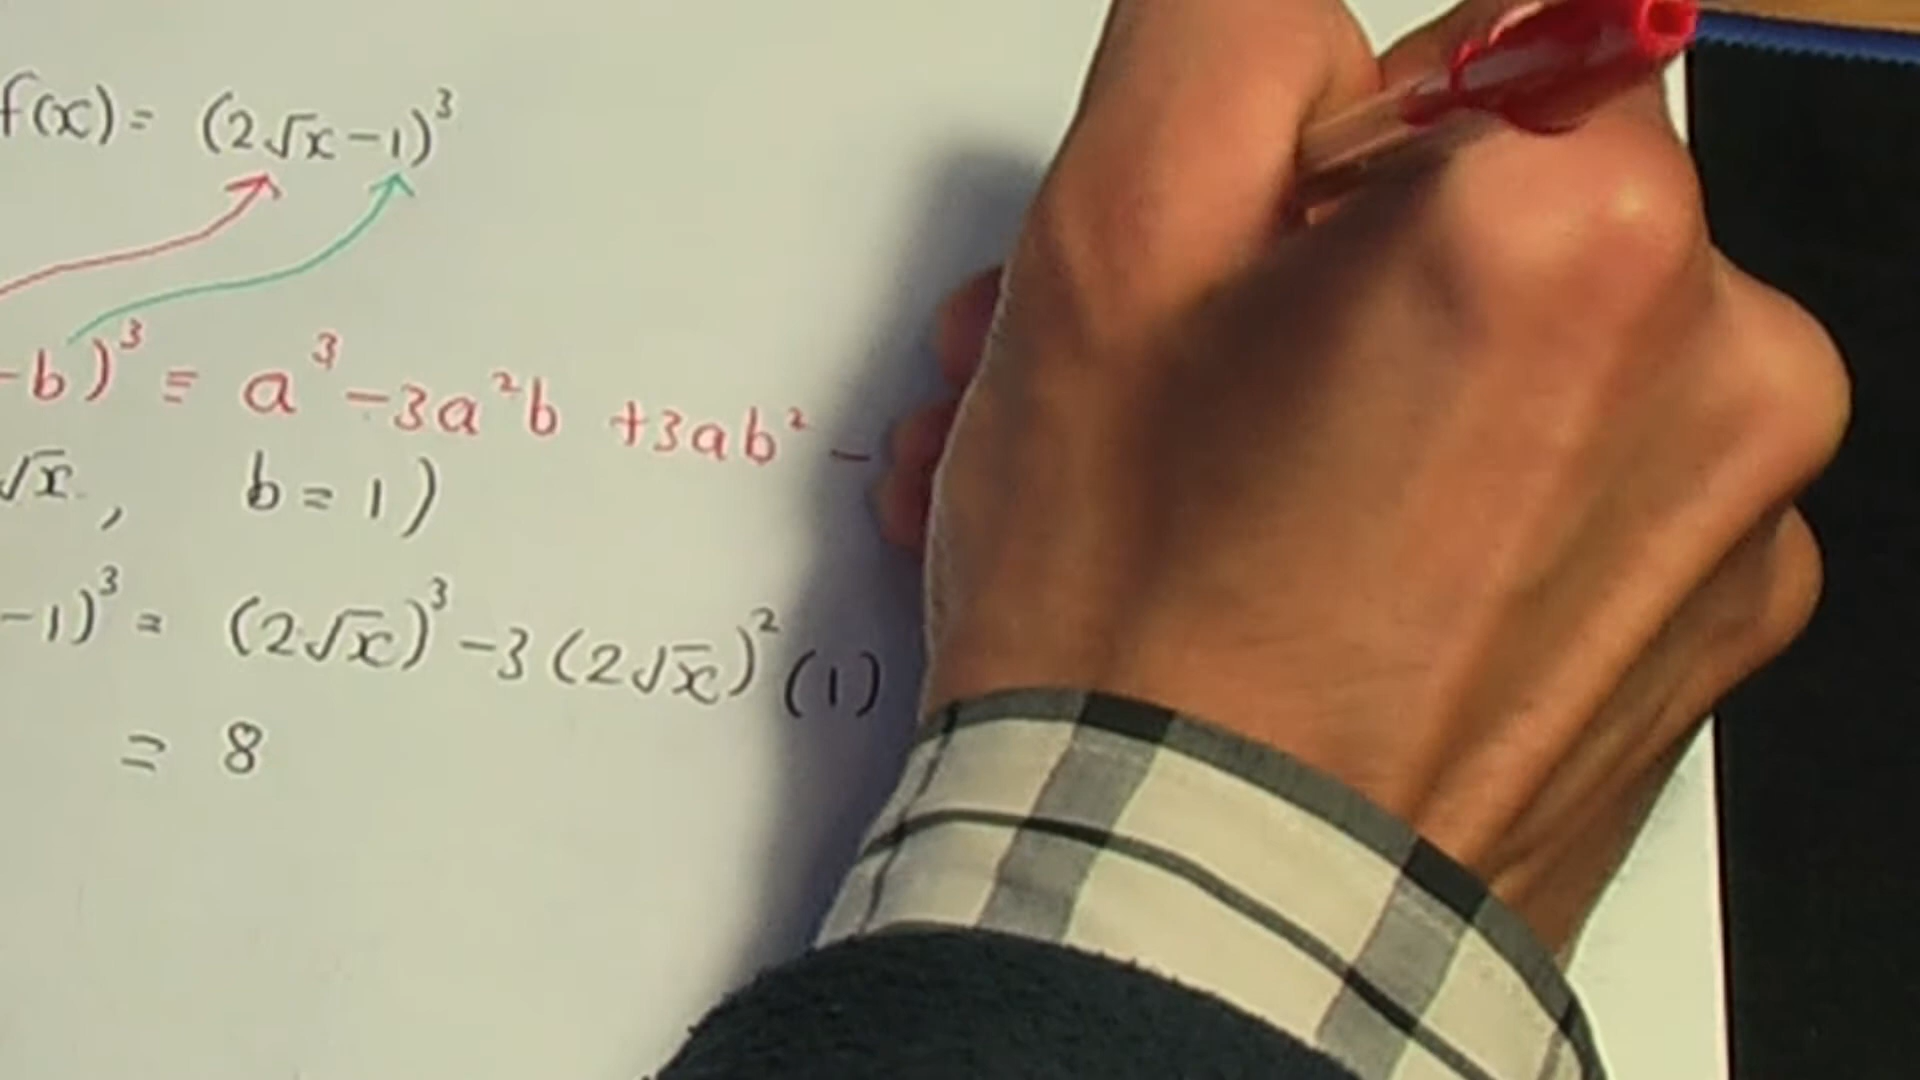 f(x) = (2√x - 1)³
-b)³ ≡ a³ - 3a²b + 3ab² -
√x , b = 1)
-1)³ = (2√x)³ - 3(2√x)²(1)
= 8